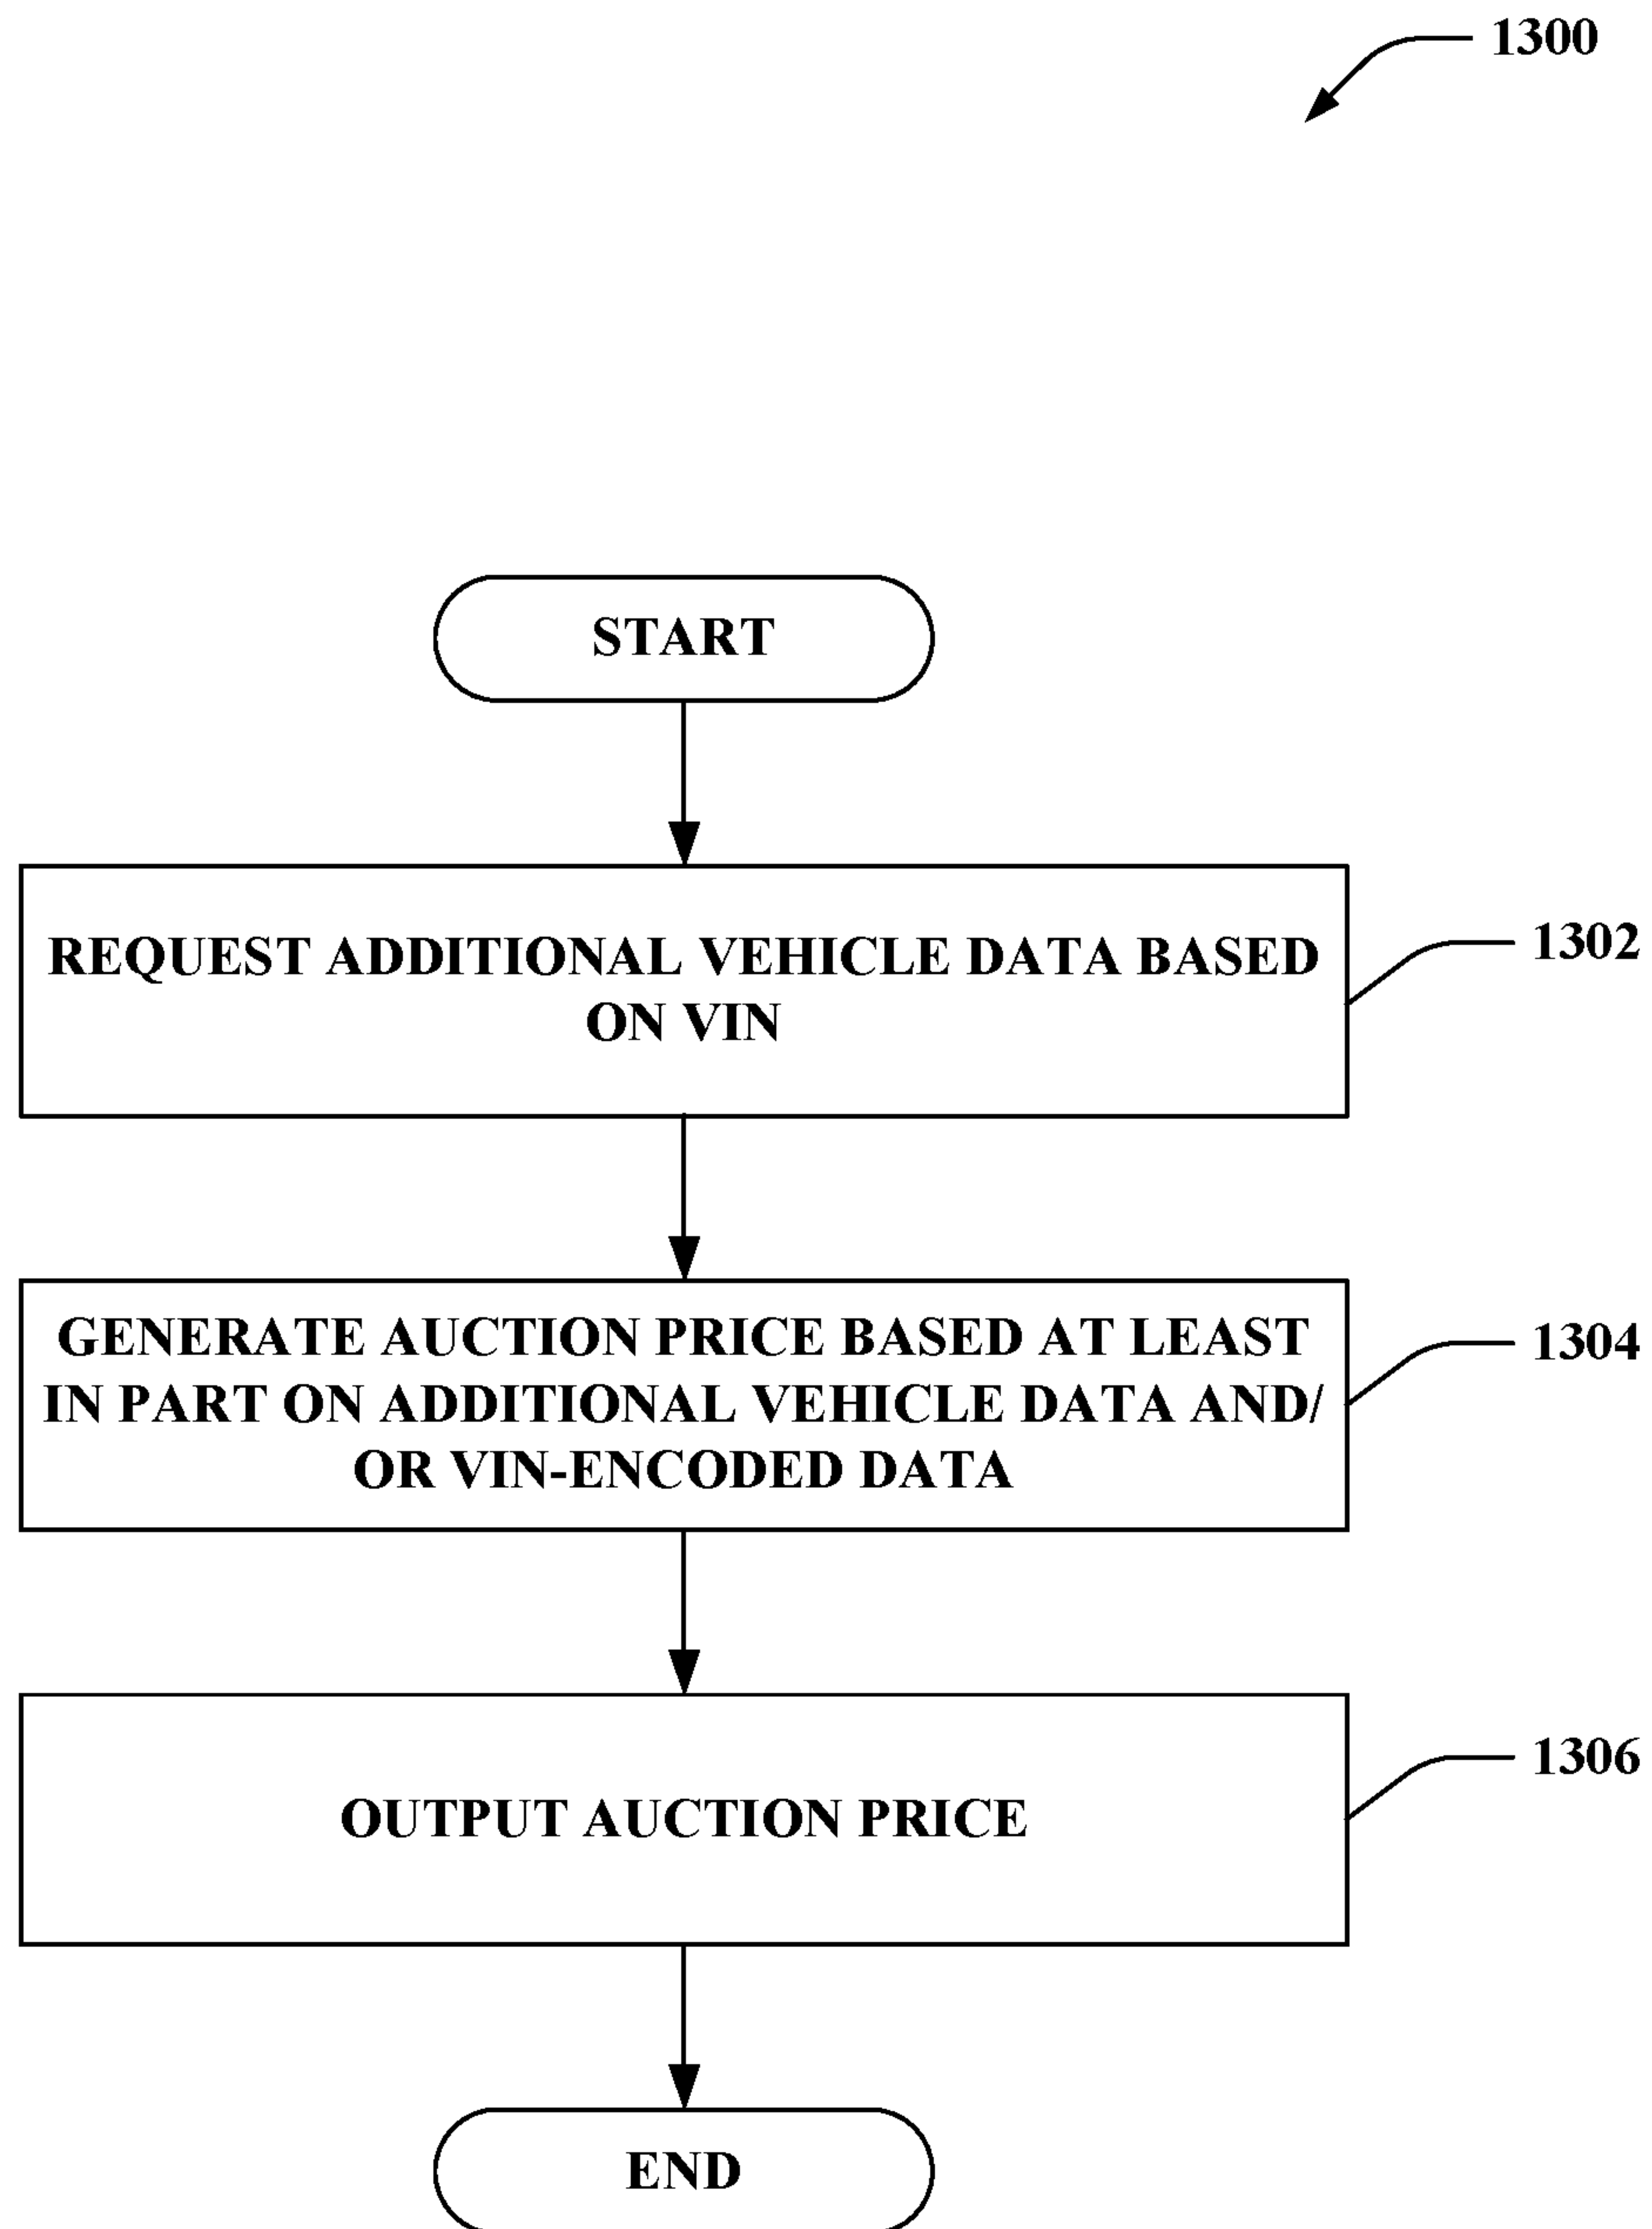 1300
START
REQUEST ADDITIONAL VEHICLE DATA BASED
ON VIN
1302
GENERATE AUCTION PRICE BASED AT LEAST
IN PART ON ADDITIONAL VEHICLE DATA AND/
OR VIN-ENCODED DATA
1304
OUTPUT AUCTION PRICE
1306
END